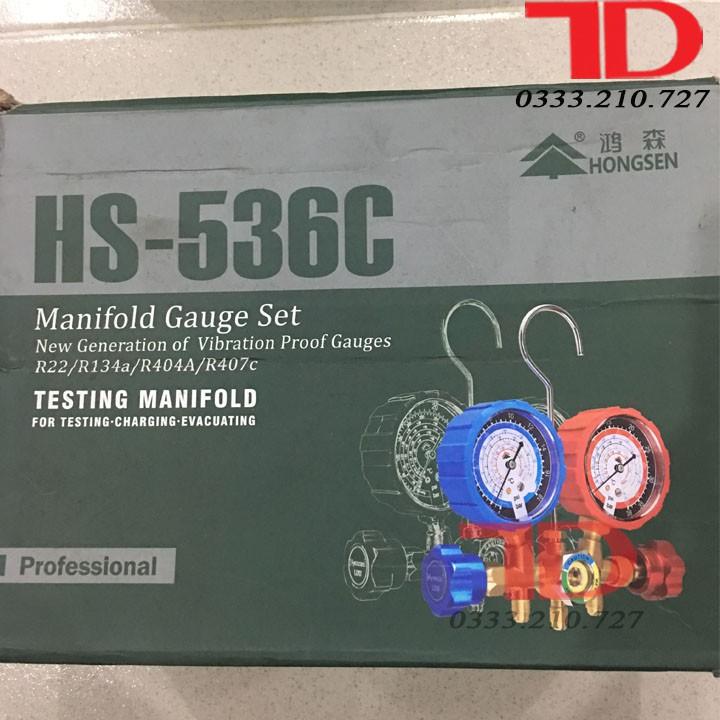 TD
0333.210.727
® 鸿森
HONGSEN
HS-536C
Manifold Gauge Set
New Generation of Vibration Proof Gauges
R22/R134a/R404A/R407c
TESTING MANIFOLD
FOR TESTING·CHARGING·EVACUATING
Professional
TD
0333.210.727